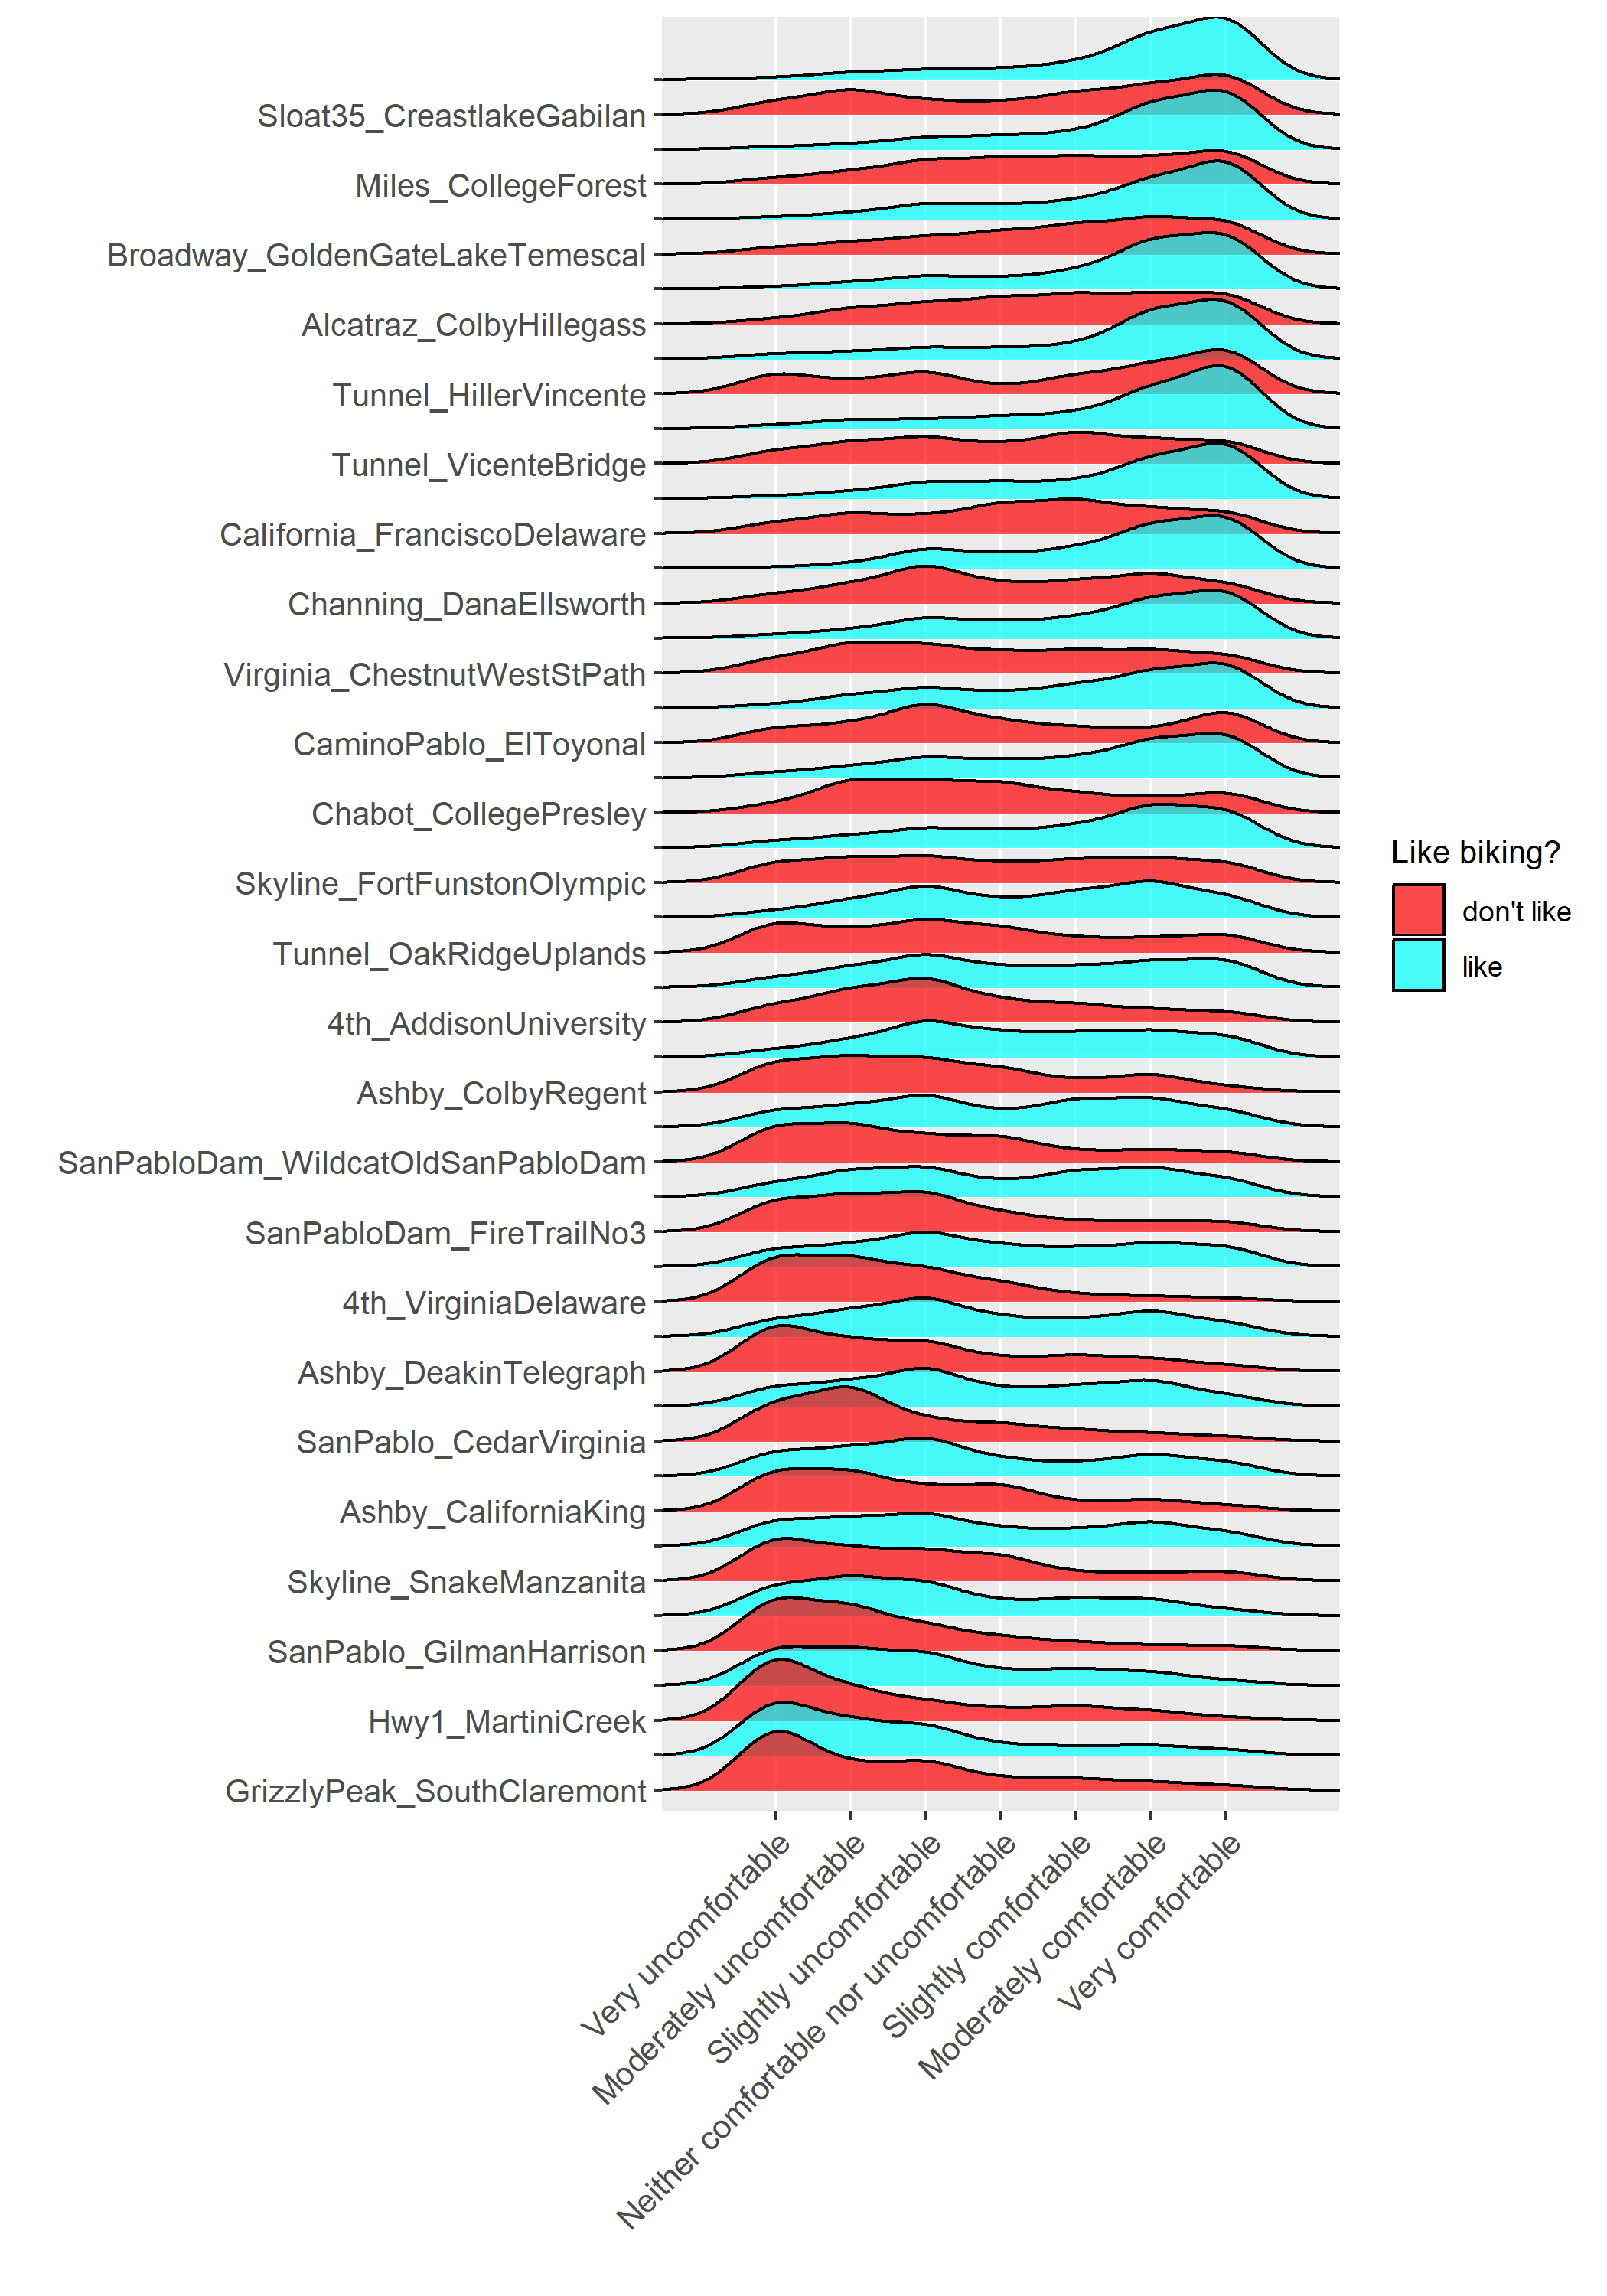 Sloat35_CreastlakeGabilan
Miles_CollegeForest
Broadway_GoldenGateLakeTemescal
Alcatraz_ColbyHillegass
Tunnel_HillerVincente
Tunnel_VicenteBridge
California_FranciscoDelaware
Channing_DanaEllsworth
Virginia_ChestnutWestStPath
CaminoPablo_ElToyonal
Chabot_CollegePresley
Skyline_FortFunstonOlympic
Tunnel_OakRidgeUplands
4th_AddisonUniversity
Ashby_ColbyRegent
SanPabloDam_WildcatOldSanPabloDam
SanPabloDam_FireTrailNo3
4th_VirginiaDelaware
Ashby_DeakinTelegraph
SanPablo_CedarVirginia
Ashby_CaliforniaKing
Skyline_SnakeManzanita
SanPablo_GilmanHarrison
Hwy1_MartiniCreek
GrizzlyPeak_SouthClaremont
Very uncomfortable
Moderately uncomfortable
Slightly uncomfortable
Neither comfortable nor uncomfortable
Slightly comfortable
Moderately comfortable
Very comfortable
Like biking?
don't like
like